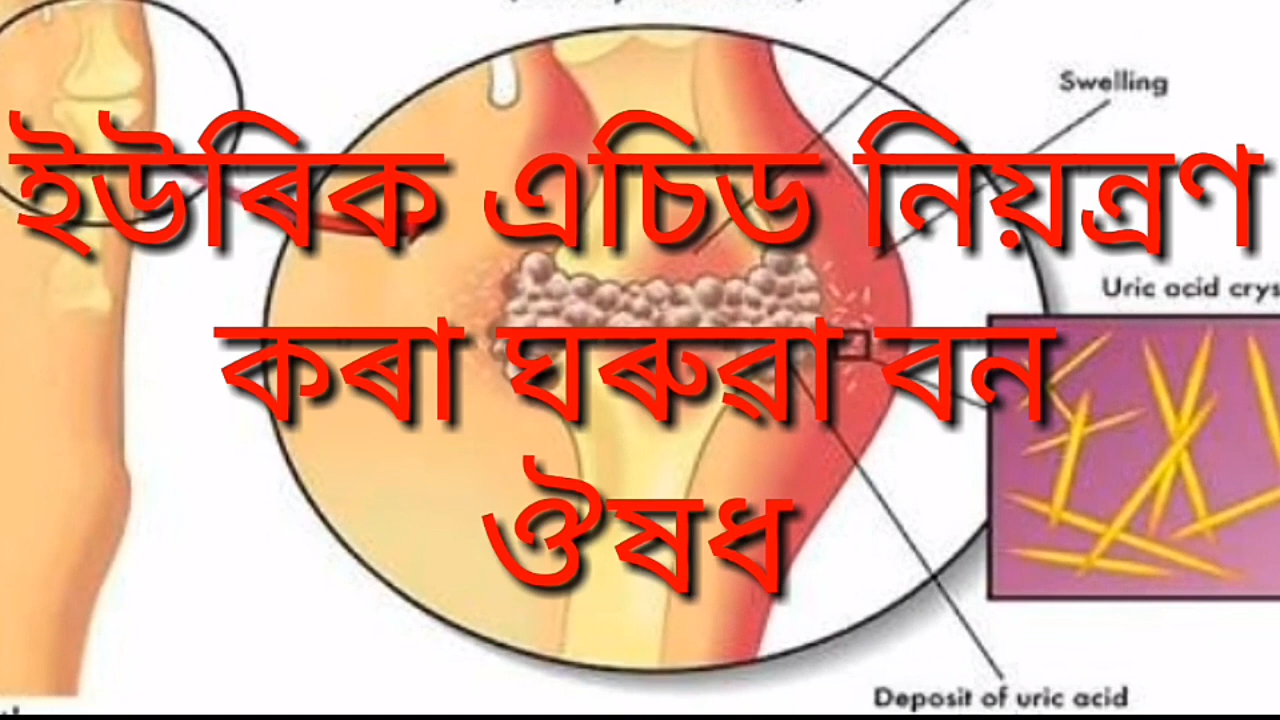 Swelling
ইউৰিক এচিড নিয়ন্ত্ৰণ
Uric acid crys
কৰা ঘৰুৱা বন
ঔষধ
Deposit of uric acid